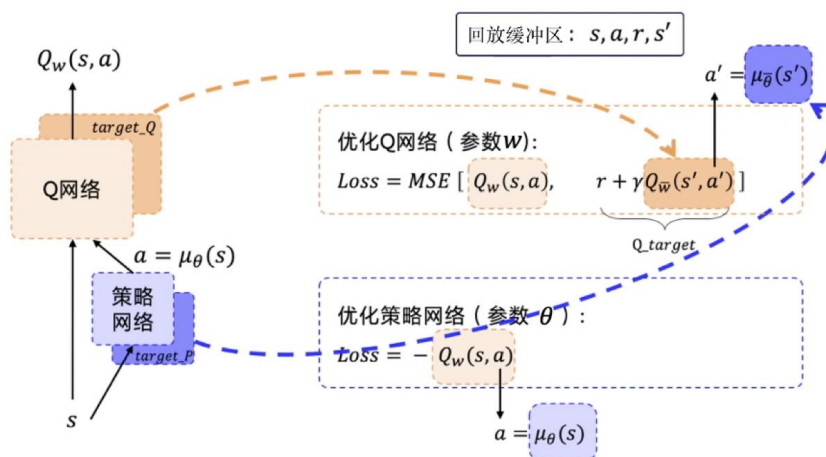 回放缓冲区：s, a, r, s′
Q_w(s, a)
a′ = μ_θ̅(s′)
target_Q
Q网络
优化Q网络（参数w）:
Loss = MSE [ Q_w(s, a), r + γQ_w̅(s′, a′) ]
Q_target
a = μ_θ(s)
策略
网络
target_P
优化策略网络（参数 θ）:
Loss = − Q_w(s, a)
s
a = μ_θ(s)